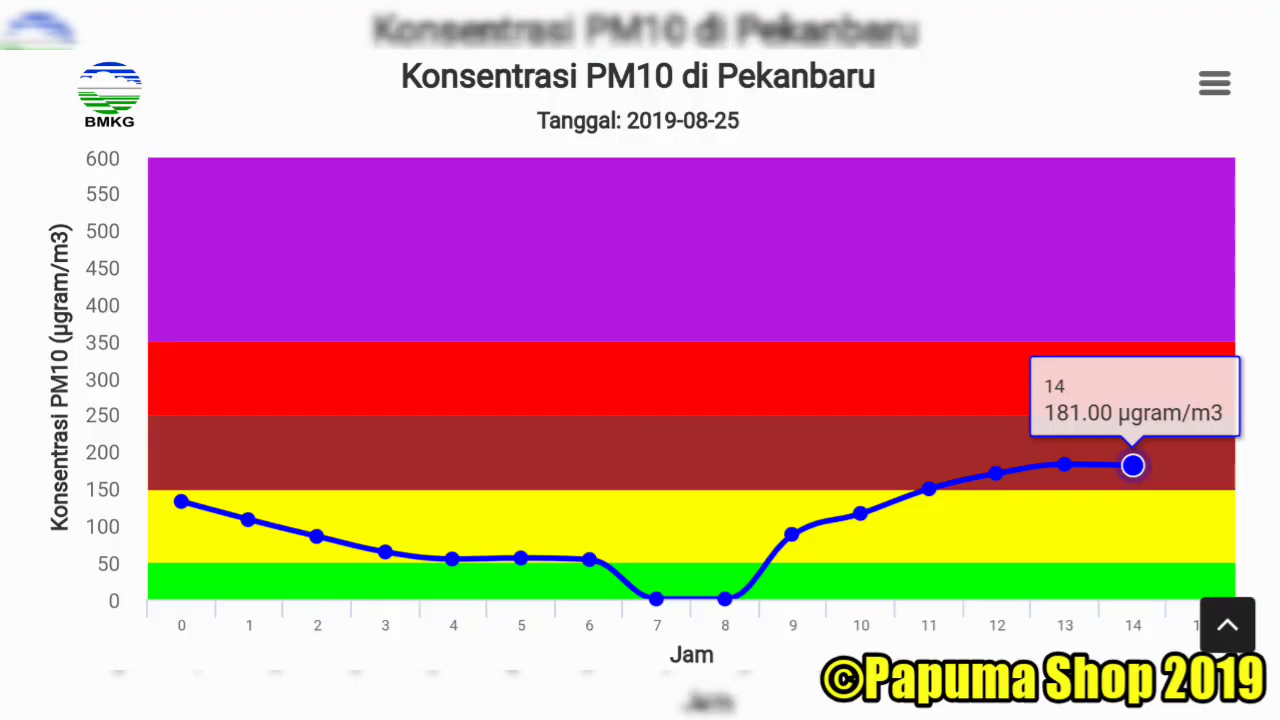 Konsentrasi PM10 di Pekanbaru
Konsentrasi PM10 di Pekanbaru
Tanggal: 2019-08-25
BMKG
Konsentrasi PM10 (µgram/m3)
600
550
500
450
400
350
300
250
200
150
100
50
0
14
181.00 µgram/m3
0 1 2 3 4 5 6 7 8 9 10 11 12 13 14
Jam
Jam
©Papuma Shop 2019